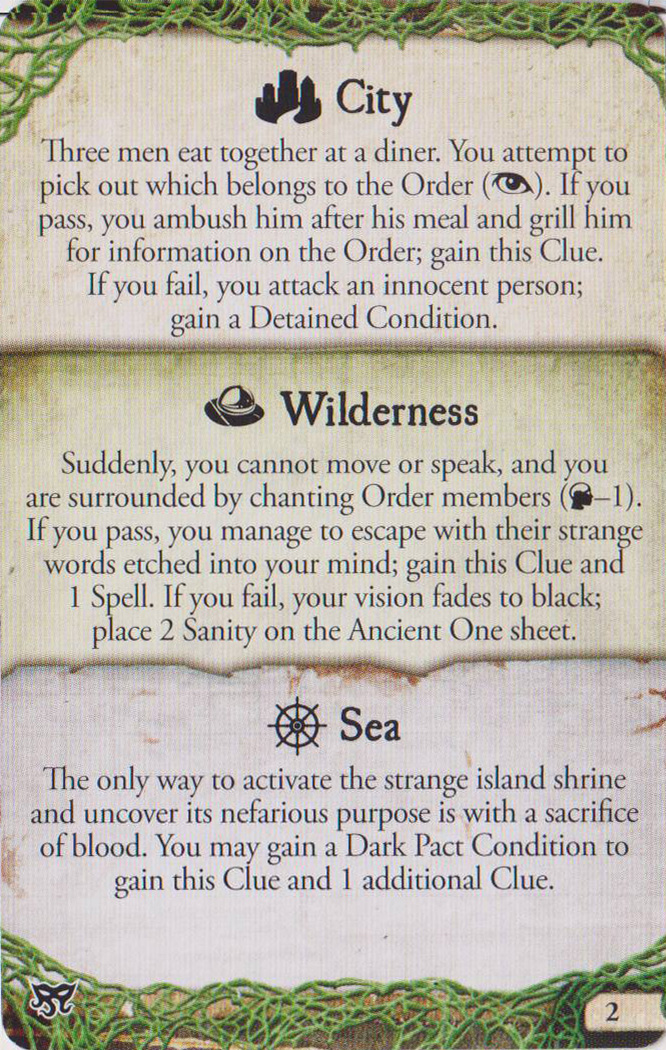 City
Three men eat together at a diner. You attempt to
pick out which belongs to the Order ( ). If you
pass, you ambush him after his meal and grill him
for information on the Order; gain this Clue.
If you fail, you attack an innocent person;
gain a Detained Condition.
Wilderness
Suddenly, you cannot move or speak, and you
are surrounded by chanting Order members ( –1).
If you pass, you manage to escape with their strange
words etched into your mind; gain this Clue and
1 Spell. If you fail, your vision fades to black;
place 2 Sanity on the Ancient One sheet.
Sea
The only way to activate the strange island shrine
and uncover its nefarious purpose is with a sacrifice
of blood. You may gain a Dark Pact Condition to
gain this Clue and 1 additional Clue.
2